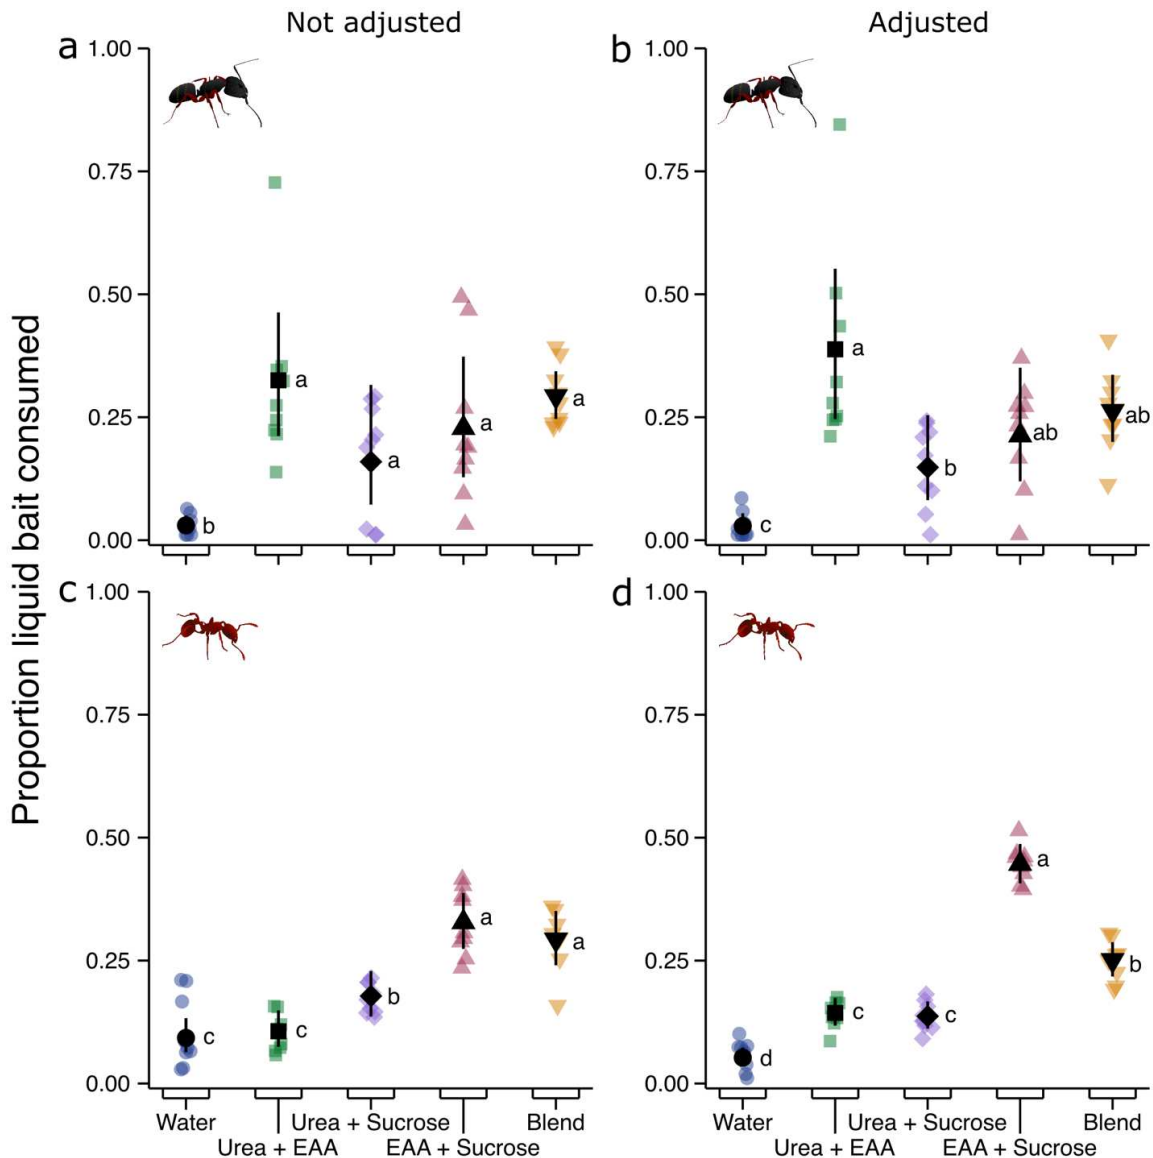 Not adjusted
Adjusted
Proportion liquid bait consumed
a
1.00
0.75
0.50
0.25
0.00
b
a
a
a
a
b
1.00
0.75
0.50
0.25
0.00
c
a
b
ab
ab
c
1.00
0.75
0.50
0.25
0.00
c
c
b
a
a
Water
Urea + EAA
Urea + Sucrose
EAA + Sucrose
Blend
d
1.00
0.75
0.50
0.25
0.00
d
c
c
a
b
Water
Urea + EAA
Urea + Sucrose
EAA + Sucrose
Blend